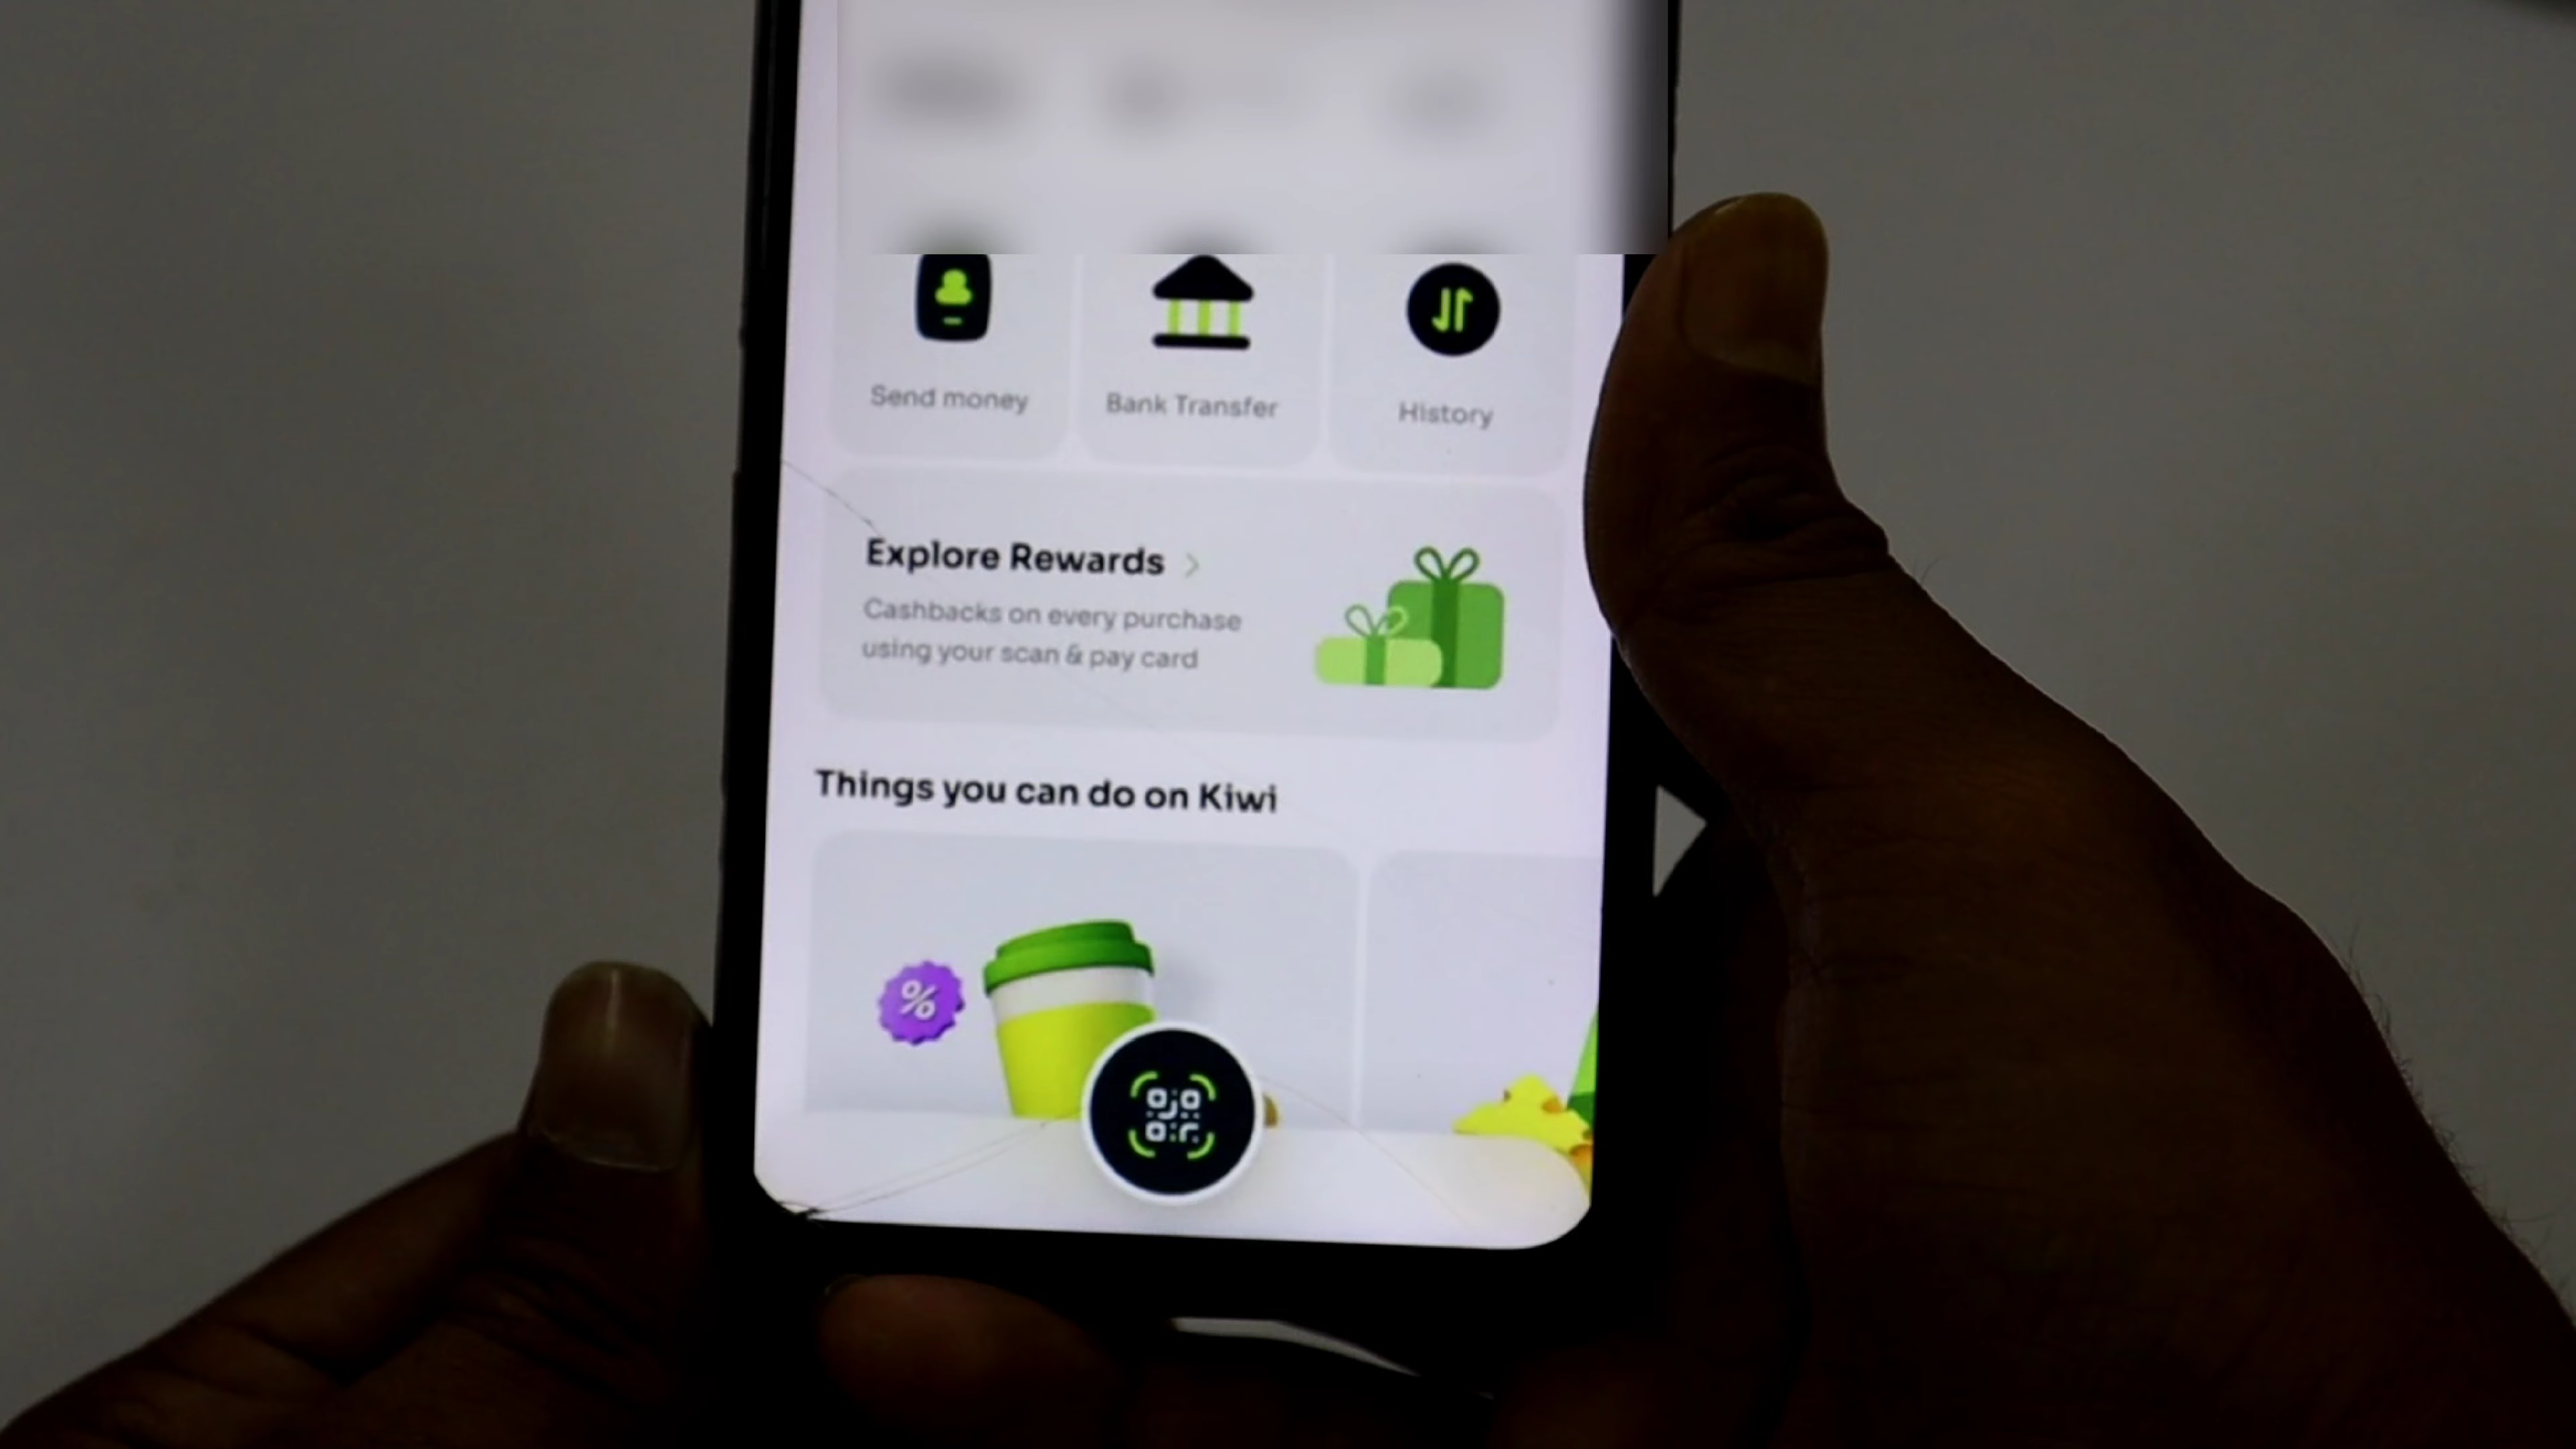 Send money
Bank Transfer
History
Explore Rewards
Cashbacks on every purchase
using your scan & pay card
Things you can do on Kiwi
%